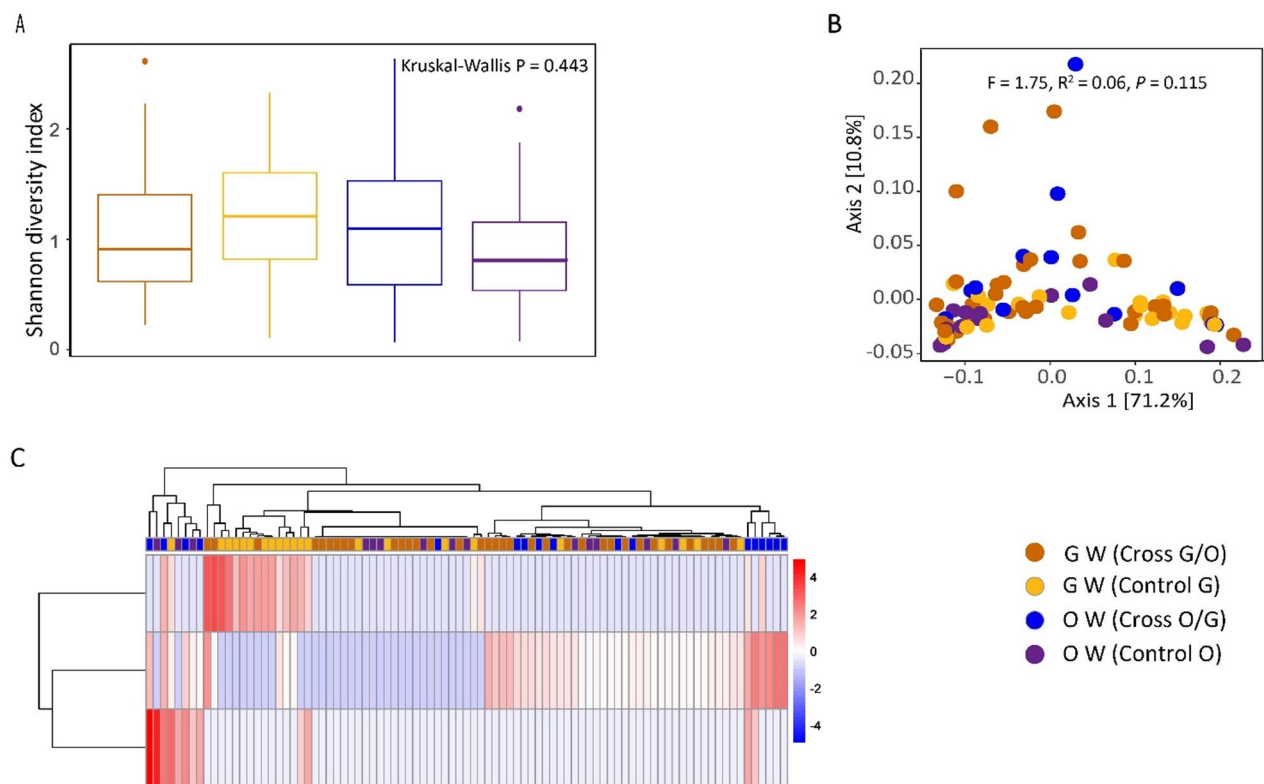 A
Kruskal-Wallis P = 0.443
Shannon diversity index
2
1
0
B
F = 1.75, R² = 0.06, P = 0.115
Axis 2 [10.8%]
0.20
0.15
0.10
0.05
0.00
-0.05
−0.1
0.0
0.1
0.2
Axis 1 [71.2%]
C
4
2
0
-2
-4
G W (Cross G/O)
G W (Control G)
O W (Cross O/G)
O W (Control O)